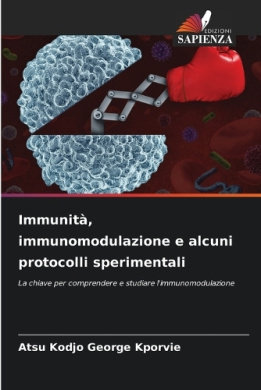 EDIZIONI
SAPIENZA
Immunità,
immunomodulazione e alcuni
protocolli sperimentali
La chiave per comprendere e studiare l'immunomodulazione
Atsu Kodjo George Kporvie